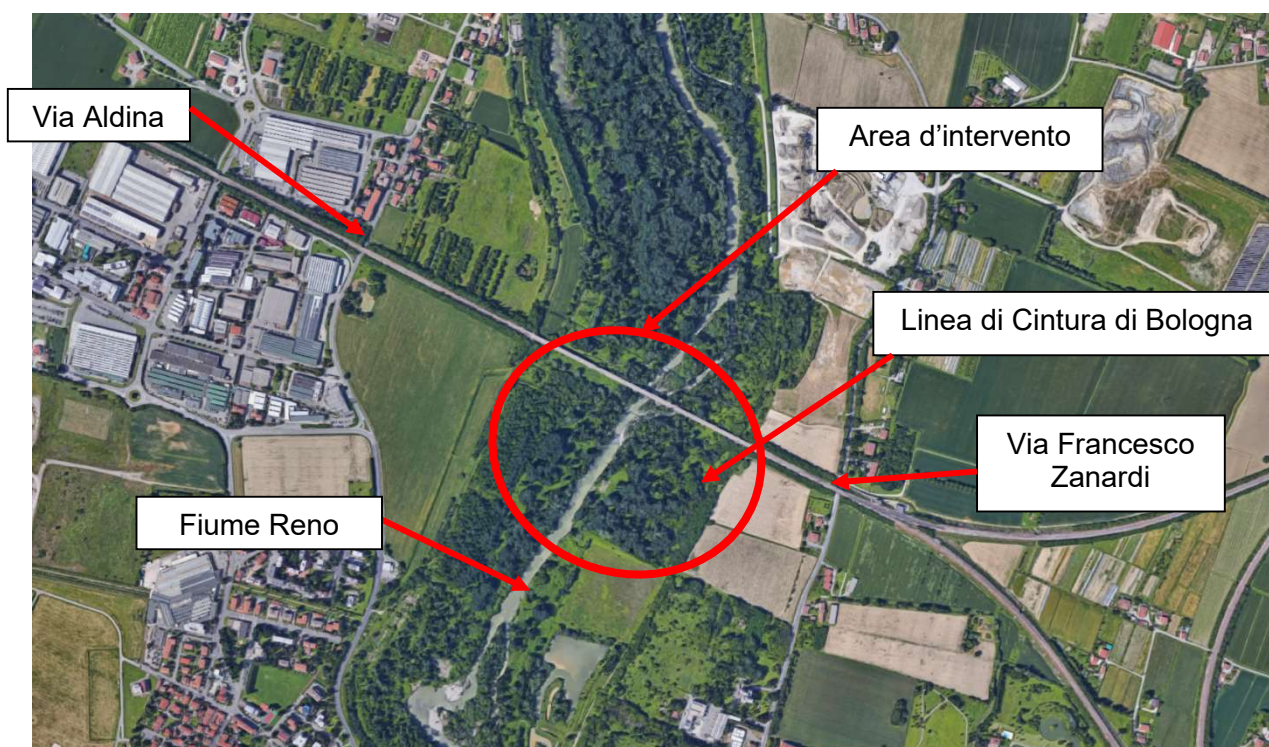 Via Aldina
Area d’intervento
Linea di Cintura di Bologna
Via Francesco
Zanardi
Fiume Reno